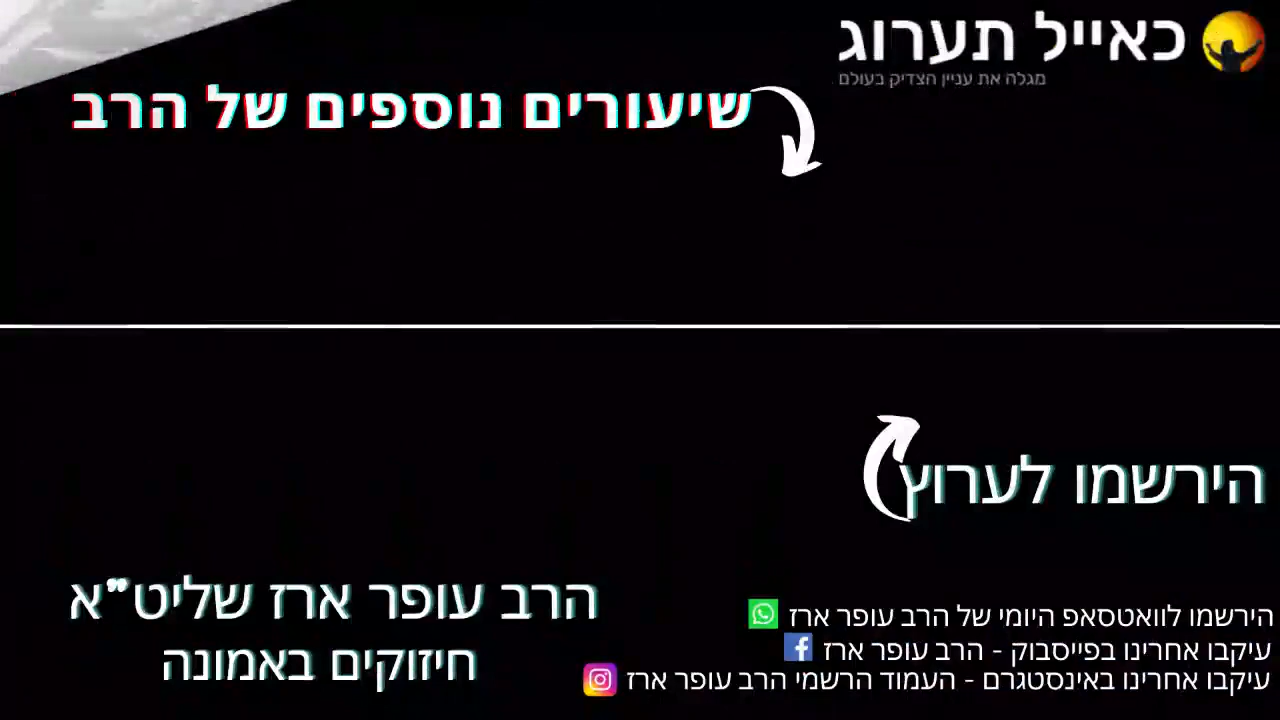 כאייל תערוג
מגלה את עניין הצדיק בעולם
שיעורים נוספים של הרב
הירשמו לערוץ
הרב עופר ארז שליט"א
חיזוקים באמונה
הירשמו לוואטסאפ היומי של הרב עופר ארז
עיקבו אחרינו בפייסבוק - הרב עופר ארז
עיקבו אחרינו באינסטגרם - העמוד הרשמי הרב עופר ארז